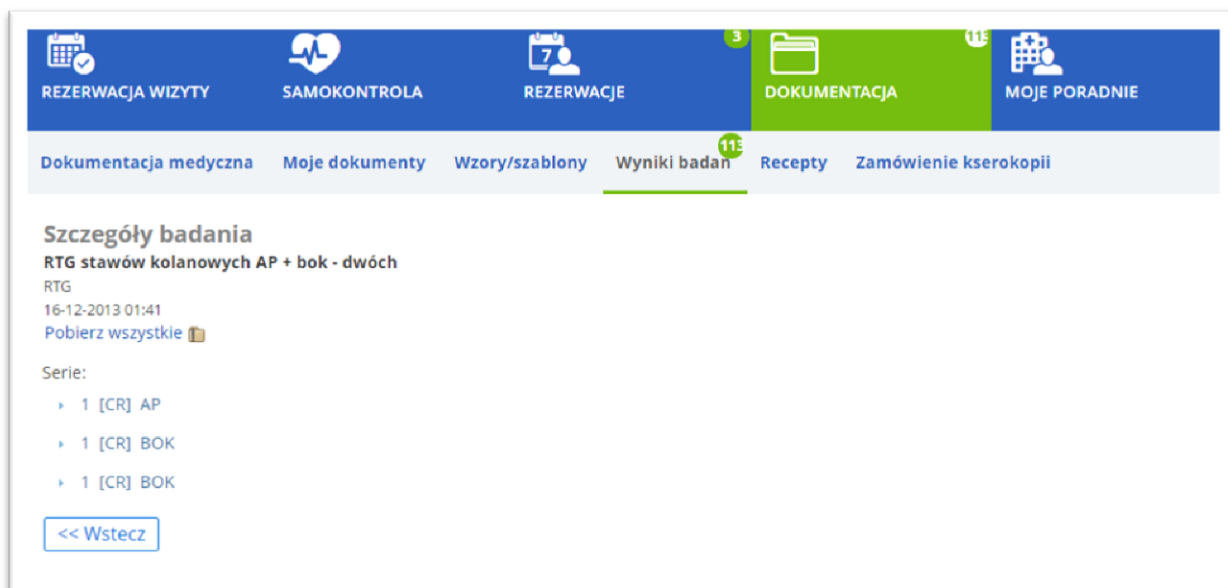 3
113
7
REZERWACJA WIZYTY SAMOKONTROLA REZERWACJE DOKUMENTACJA MOJE PORADNIE
113
Dokumentacja medyczna Moje dokumenty Wzory/szablony Wyniki badań Recepty Zamówienie kserokopii
Szczegóły badania
RTG stawów kolanowych AP + bok - dwóch
RTG
16-12-2013 01:41
Pobierz wszystkie
Serie:
1 [CR] AP
1 [CR] BOK
1 [CR] BOK
<< Wstecz